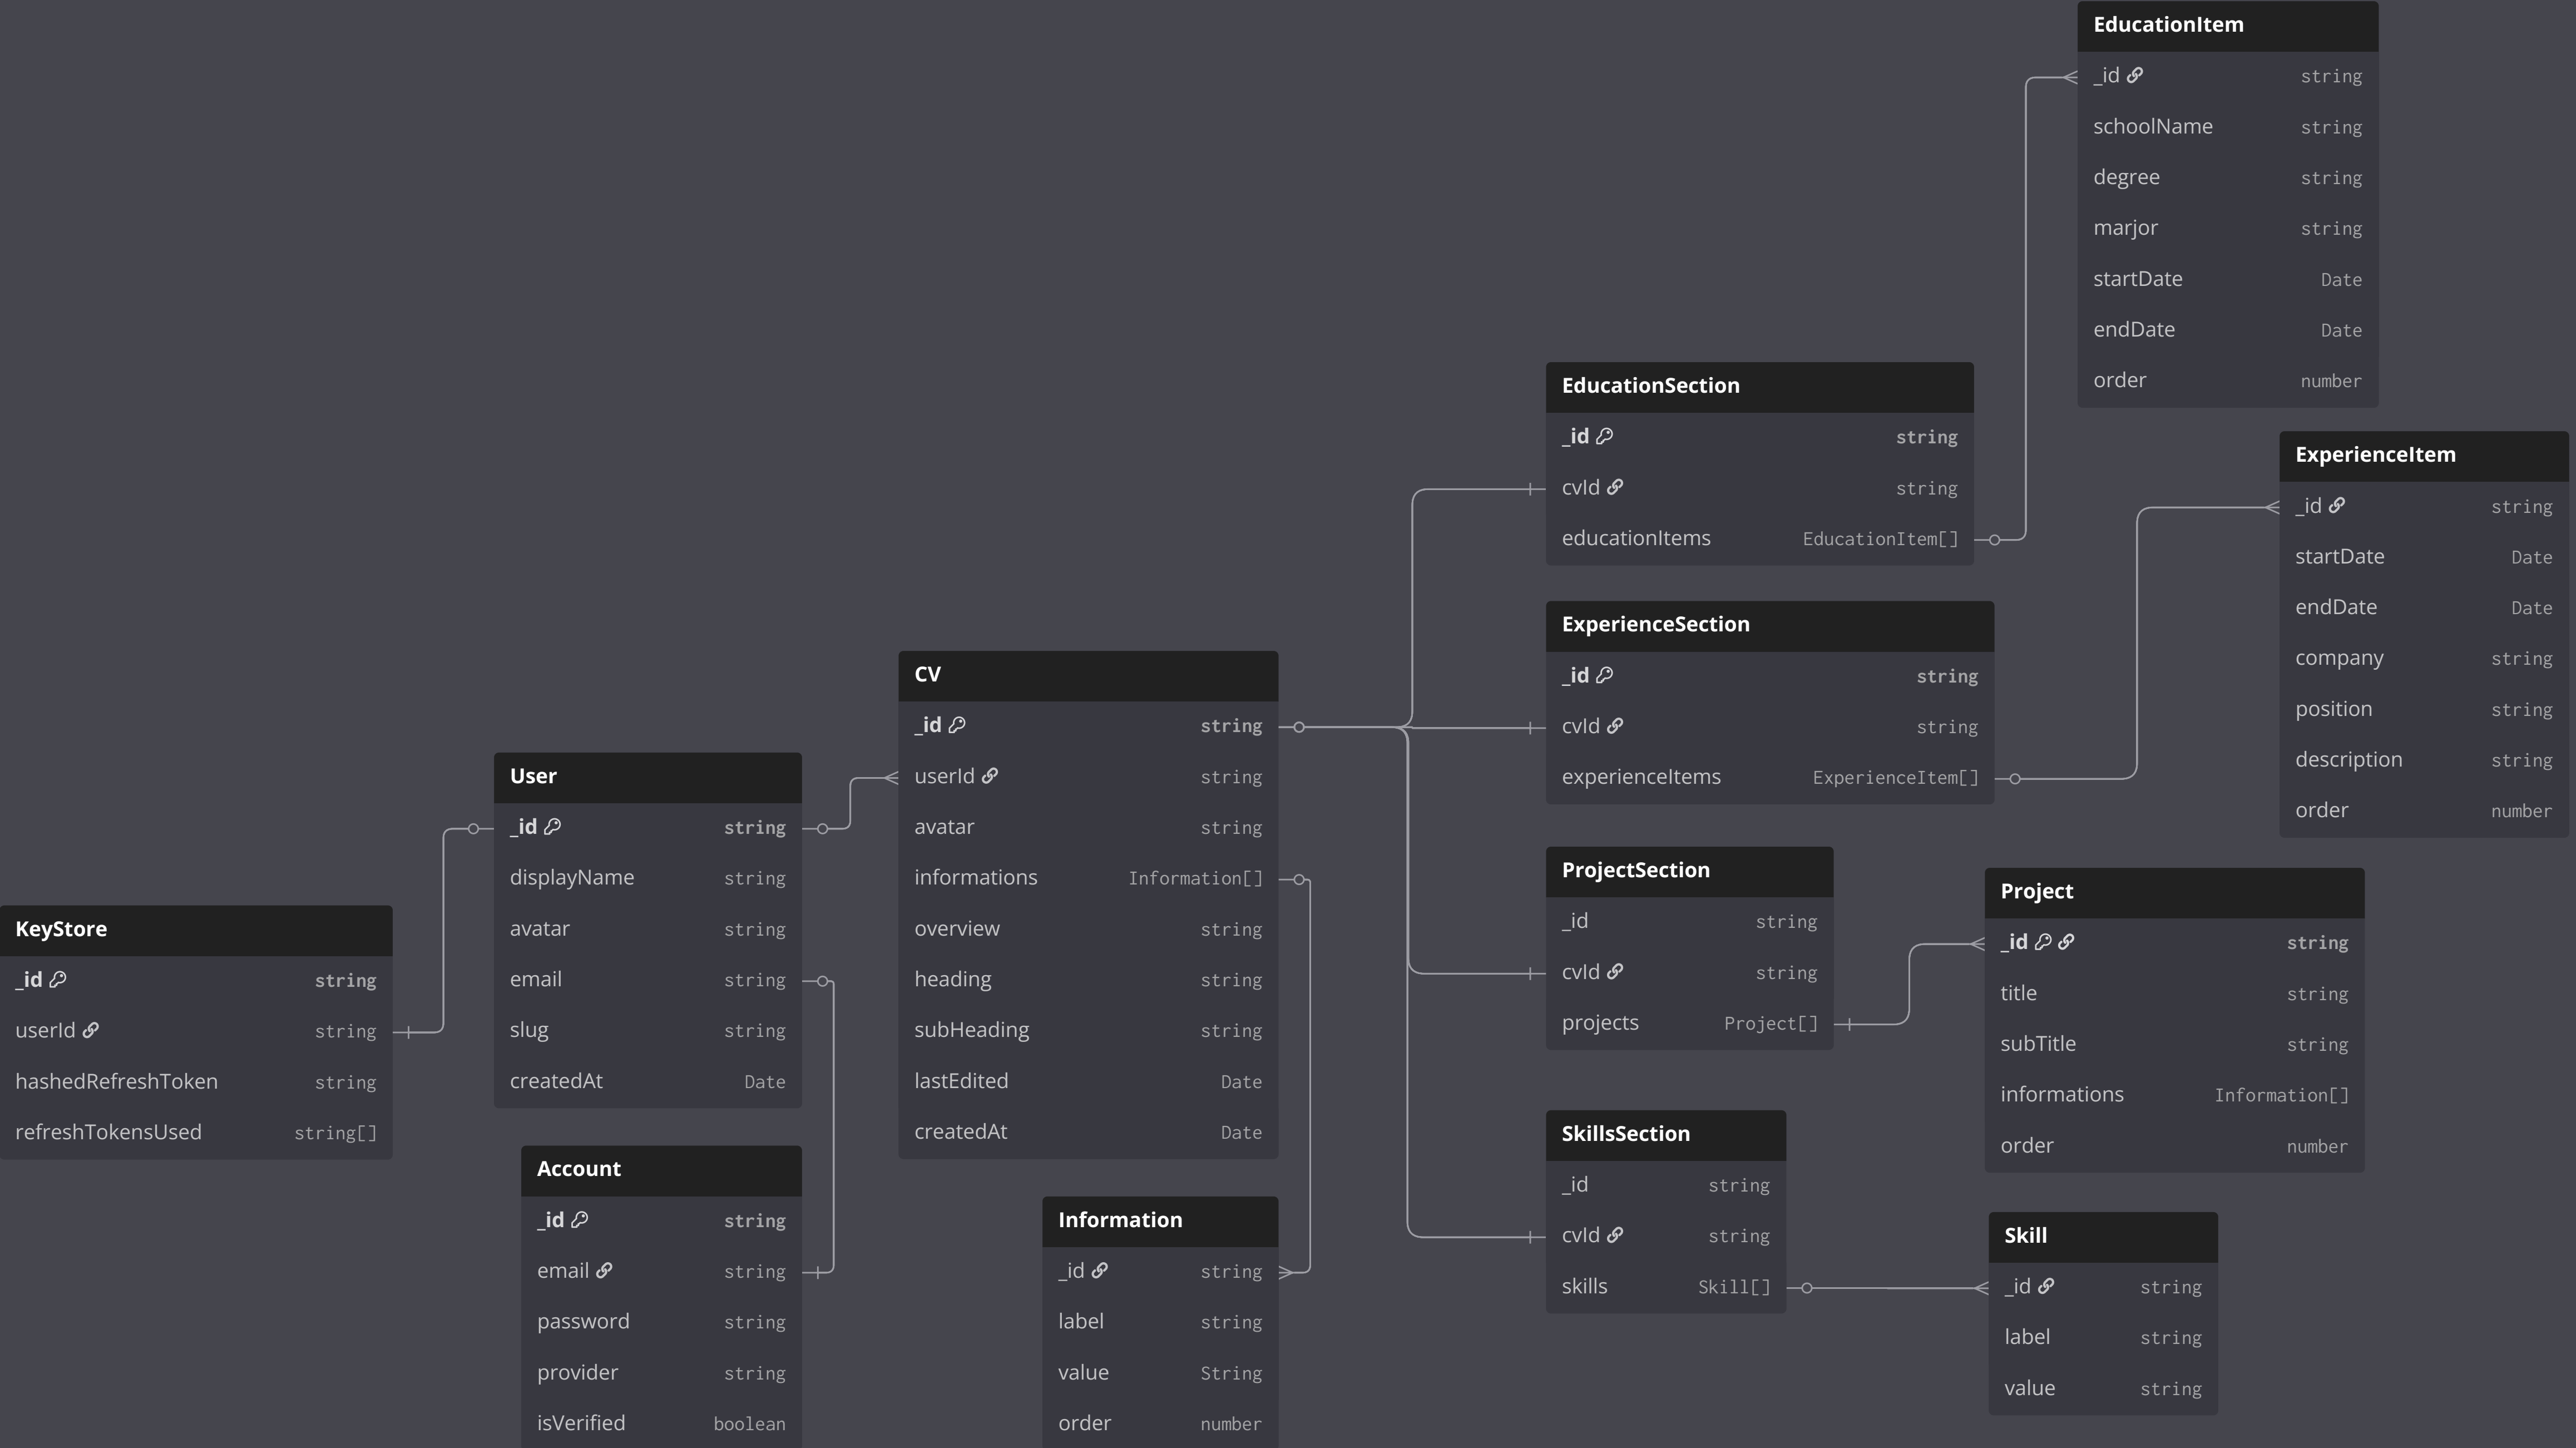 EducationItem
_id string
schoolName string
degree string
marjor string
startDate Date
endDate Date
order number
EducationSection
_id string
cvId string
educationItems EducationItem[]
ExperienceItem
_id string
startDate Date
endDate Date
company string
position string
description string
order number
ExperienceSection
_id string
cvId string
experienceItems ExperienceItem[]
CV
_id string
userId string
avatar string
informations Information[]
overview string
heading string
subHeading string
lastEdited Date
createdAt Date
User
_id string
displayName string
avatar string
email string
slug string
createdAt Date
KeyStore
_id string
userId string
hashedRefreshToken string
refreshTokensUsed string[]
ProjectSection
_id string
cvId string
projects Project[]
Project
_id string
title string
subTitle string
informations Information[]
order number
Account
_id string
email string
password string
provider string
isVerified boolean
Information
_id string
label string
value String
order number
SkillsSection
_id string
cvId string
skills Skill[]
Skill
_id string
label string
value string